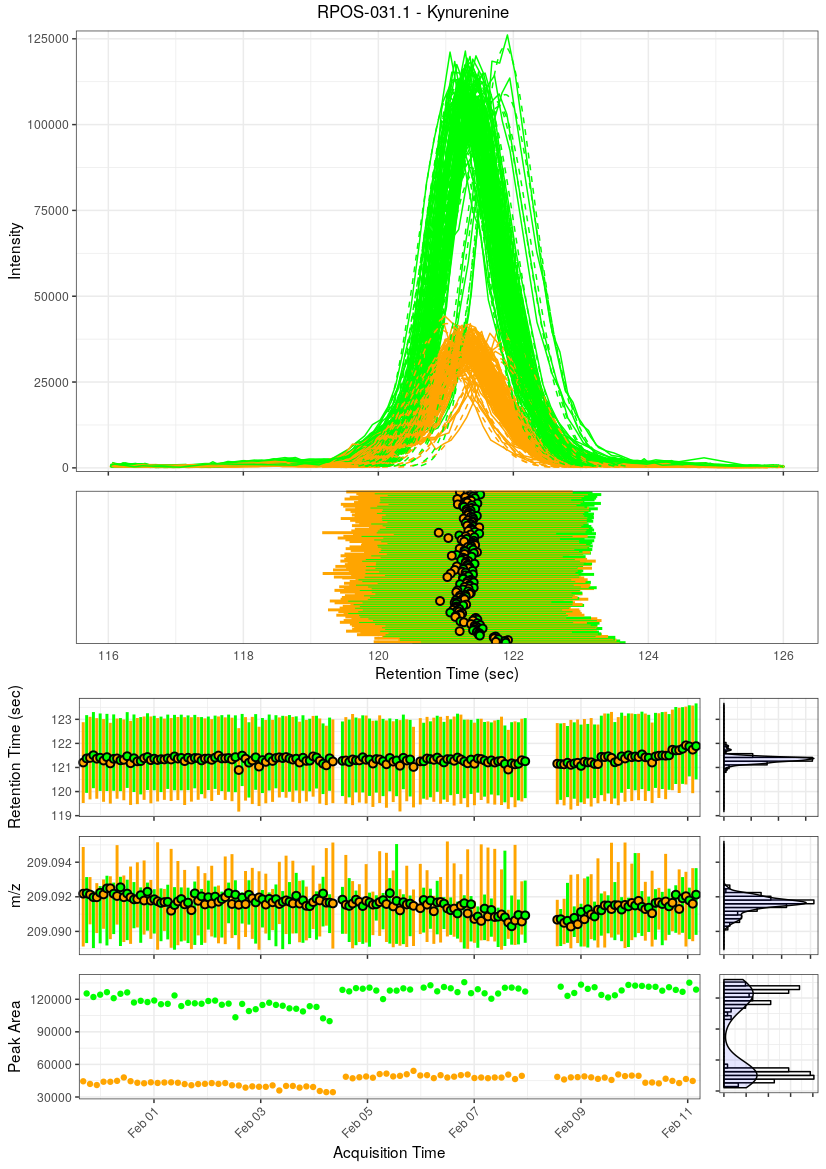 RPOS-031.1 - Kynurenine
125000
100000
75000
50000
25000
0
Intensity
116 118 120 122 124 126
Retention Time (sec)
123
122
121
120
119
Retention Time (sec)
209.094
209.092
209.090
m/z
120000
90000
60000
30000
Peak Area
Feb 01 Feb 03 Feb 05 Feb 07 Feb 09 Feb 11
Acquisition Time